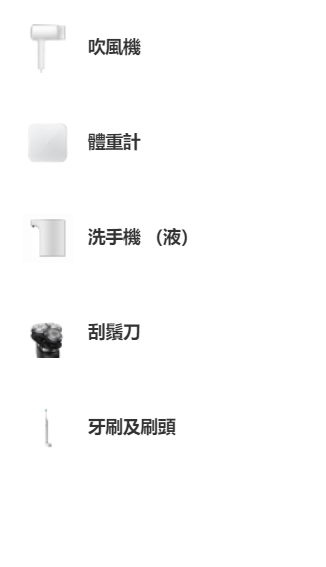 吹風機
體重計
洗手機 （液）
刮鬍刀
牙刷及刷頭